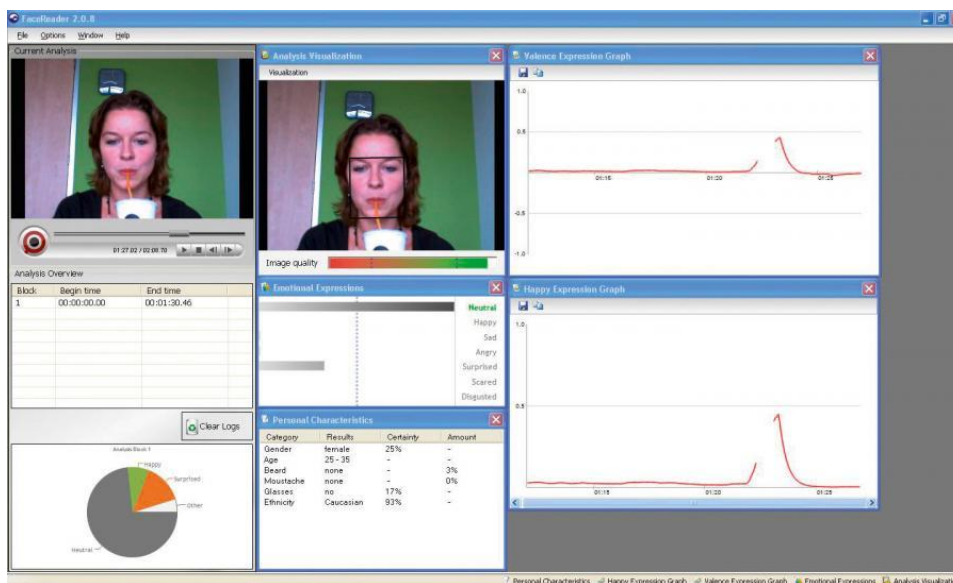 FaceReader 2.0.8
File Options Window Help
Current Analysis
01:27.02 / 02:00.70
Analysis Overview
Block Begin time End time
1 00:00:00.00 00:01:30.46
Clear Logs
Analysis Block 1
Happy
Surprised
Other
Neutral
Analysis Visualization
Visualization
Image quality
Emotional Expressions
Neutral
Happy
Sad
Angry
Surprised
Scared
Disgusted
Personal Characteristics
Category Results Certainty Amount
Gender female 25% -
Age 25 - 35 - -
Beard none - 3%
Moustache none - 0%
Glasses no 17% -
Ethnicity Caucasian 93% -
Valence Expression Graph
1.0
0.5
01:15 01:20 01:25
-0.5
-1.0
Happy Expression Graph
1.0
0.5
01:15 01:20 01:25
Personal Characteristics Happy Expression Graph Valence Expression Graph Emotional Expressions Analysis Visualizati